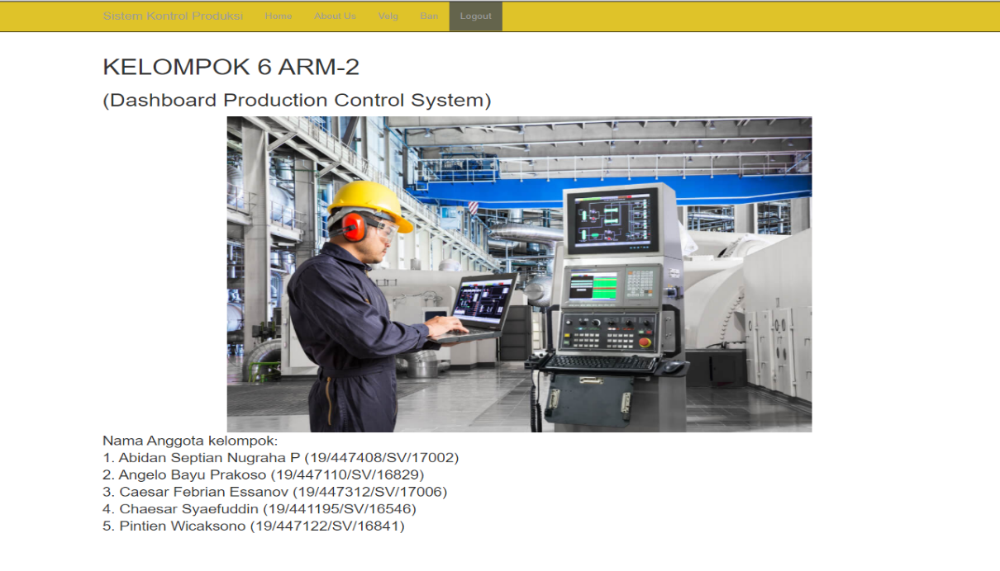 Sistem Kontrol Produksi Home About Us Velg Ban Logout
KELOMPOK 6 ARM-2
(Dashboard Production Control System)
Nama Anggota kelompok:
1. Abidan Septian Nugraha P (19/447408/SV/17002)
2. Angelo Bayu Prakoso (19/447110/SV/16829)
3. Caesar Febrian Essanov (19/447312/SV/17006)
4. Chaesar Syaefuddin (19/441195/SV/16546)
5. Pintien Wicaksono (19/447122/SV/16841)